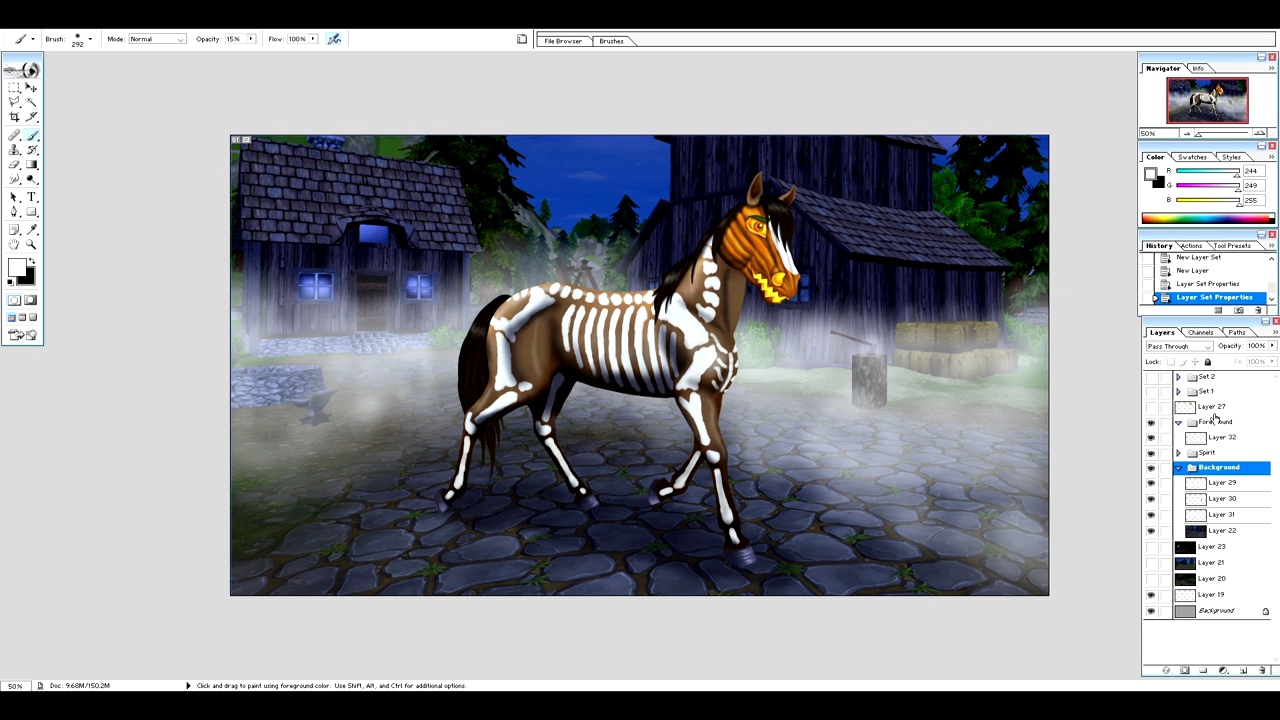 Brush: 292 Mode: Normal Opacity: 15% Flow: 100% File Browser Brushes
Navigator Info
50%
Color Swatches Styles
R 244
G 249
B 255
History Actions Tool Presets
New Layer Set
New Layer
Layer Set Properties
Layer Set Properties
Layers Channels Paths
Pass Through Opacity: 100%
Lock: Fill: 100%
Set 2
Set 1
Layer 27
Layer 32
Spirit
Background
Layer 29
Layer 30
Layer 31
Layer 22
Layer 23
Layer 21
Layer 20
Layer 19
Background
50% Doc: 9.68M/150.2M Click and drag to paint using foreground color. Use Shift, Alt, and Ctrl for additional options.